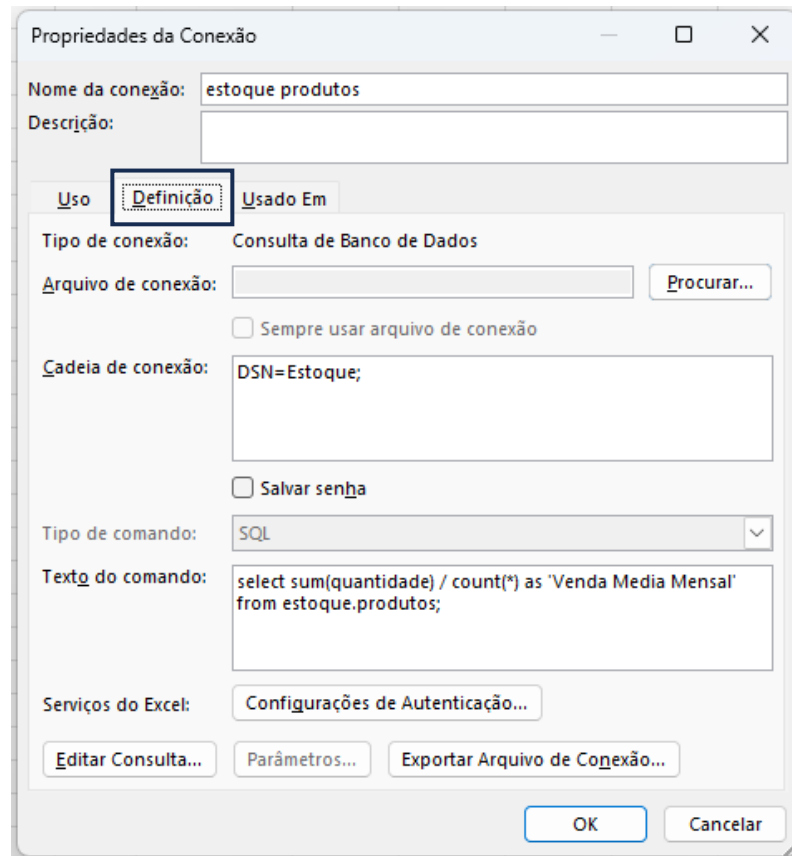 Propriedades da Conexão
Nome da conexão: estoque produtos
Descrição:
Uso Definição Usado Em
Tipo de conexão: Consulta de Banco de Dados
Arquivo de conexão: Procurar...
Sempre usar arquivo de conexão
Cadeia de conexão: DSN=Estoque;
Salvar senha
Tipo de comando: SQL
Texto do comando: select sum(quantidade) / count(*) as 'Venda Media Mensal'
from estoque.produtos;
Serviços do Excel: Configurações de Autenticação...
Editar Consulta... Parâmetros... Exportar Arquivo de Conexão...
OK Cancelar